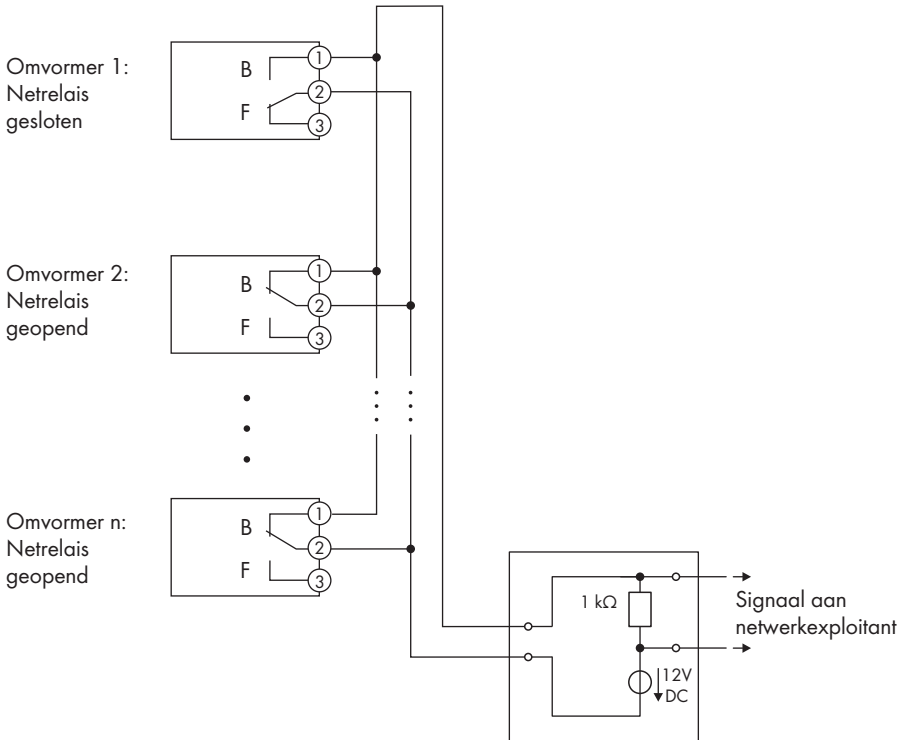 Omvormer 1:
Netrelais
gesloten
B
F
1
2
3
Omvormer 2:
Netrelais
geopend
B
F
1
2
3
Omvormer n:
Netrelais
geopend
B
F
1
2
3
1 kΩ
12V
DC
Signaal aan
netwerkexploitant